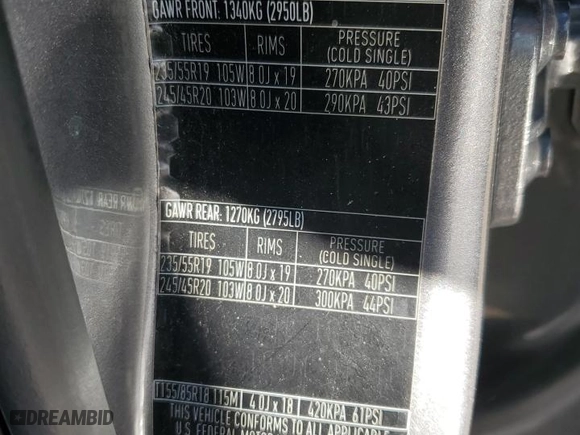 GAWR FRONT: 1340KG (2950LB)
TIRES RIMS PRESSURE (COLD SINGLE)
235/55R19 105W 8.0J x 19 270KPA 40PSI
245/45R20 103W 8.0J x 20 290KPA 43PSI
GAWR REAR: 1270KG (2795LB)
TIRES RIMS PRESSURE (COLD SINGLE)
235/55R19 105W 8.0J x 19 270KPA 40PSI
245/45R20 103W 8.0J x 20 300KPA 44PSI
T155/85R18 115M 4.0J x 18 420KPA 61PSI
THIS VEHICLE CONFORMS TO ALL APPLICABLE
U.S. FEDERAL MOTOR
DREAMBID